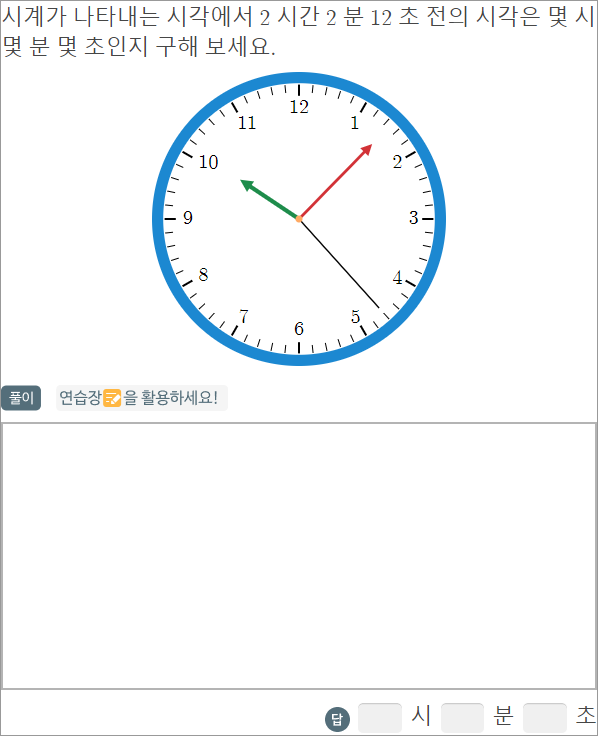 시계가 나타내는 시각에서 2 시간 2 분 12 초 전의 시각은 몇 시
몇 분 몇 초인지 구해 보세요.
12
11 1
10 2
9 3
8 4
7 5
6
풀이 연습장을 활용하세요!
답 시 분 초